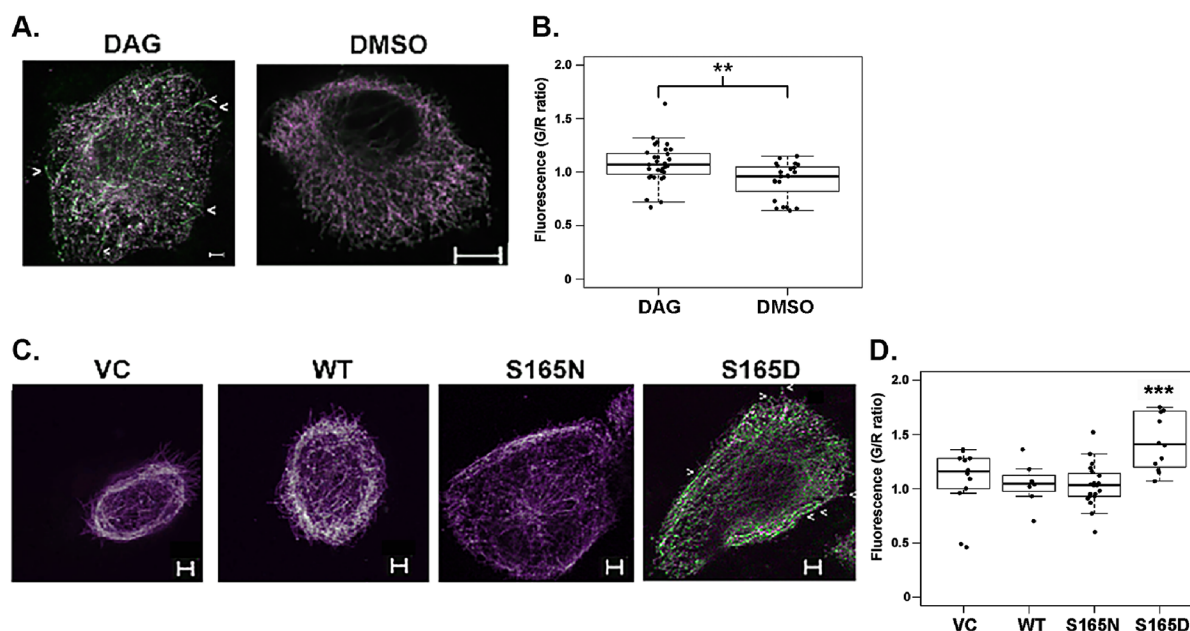 A.
DAG
DMSO
B.
Fluorescence (G/R ratio)
2.0
1.5
1.0
0.5
0
**
DAG
DMSO
C.
VC
WT
S165N
S165D
D.
Fluorescence (G/R ratio)
2.0
1.5
1.0
0.5
0
***
VC
WT
S165N
S165D